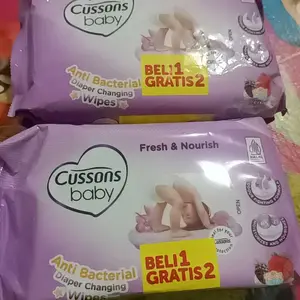 Cussons
baby
Anti Bacterial
Diaper Changing
Wipes
BELI 1
GRATIS 2
Fresh & Nourish
Cussons
baby
OPEN
Anti Bacterial
Diaper Changing
Wipes
BELI 1
GRATIS 2